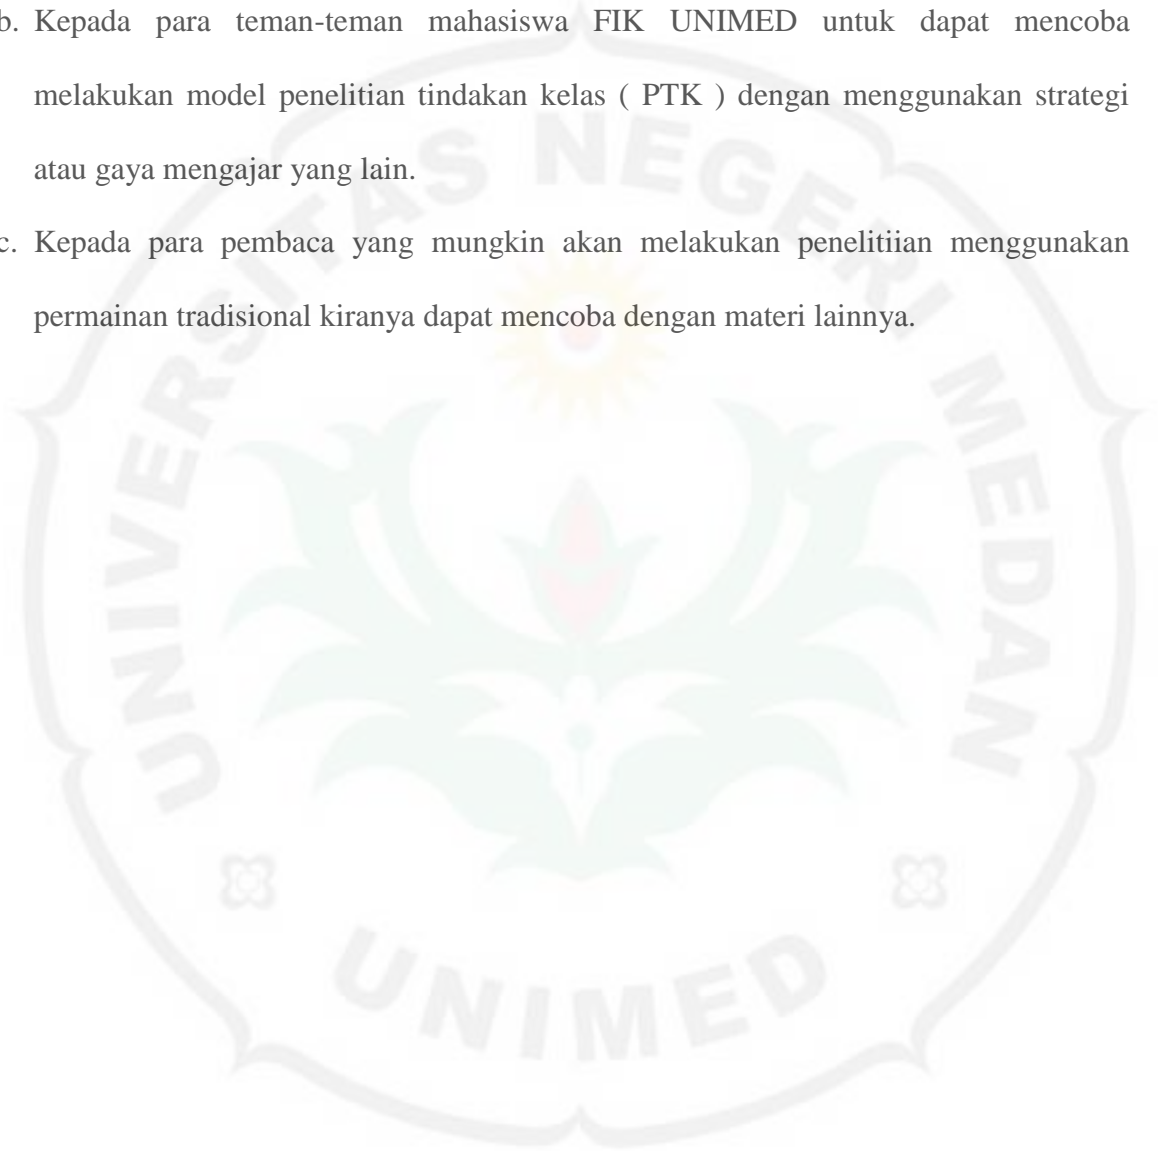 b. Kepada para teman-teman mahasiswa FIK UNIMED untuk dapat mencoba
melakukan model penelitian tindakan kelas ( PTK ) dengan menggunakan strategi
atau gaya mengajar yang lain.
c. Kepada para pembaca yang mungkin akan melakukan penelitiian menggunakan
permainan tradisional kiranya dapat mencoba dengan materi lainnya.
UNIVERSITAS NEGERI MEDAN
UNIMED